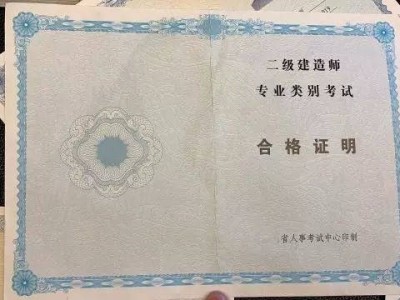 二级建造师
专业类别考试
合格证明
省人事考试中心印制